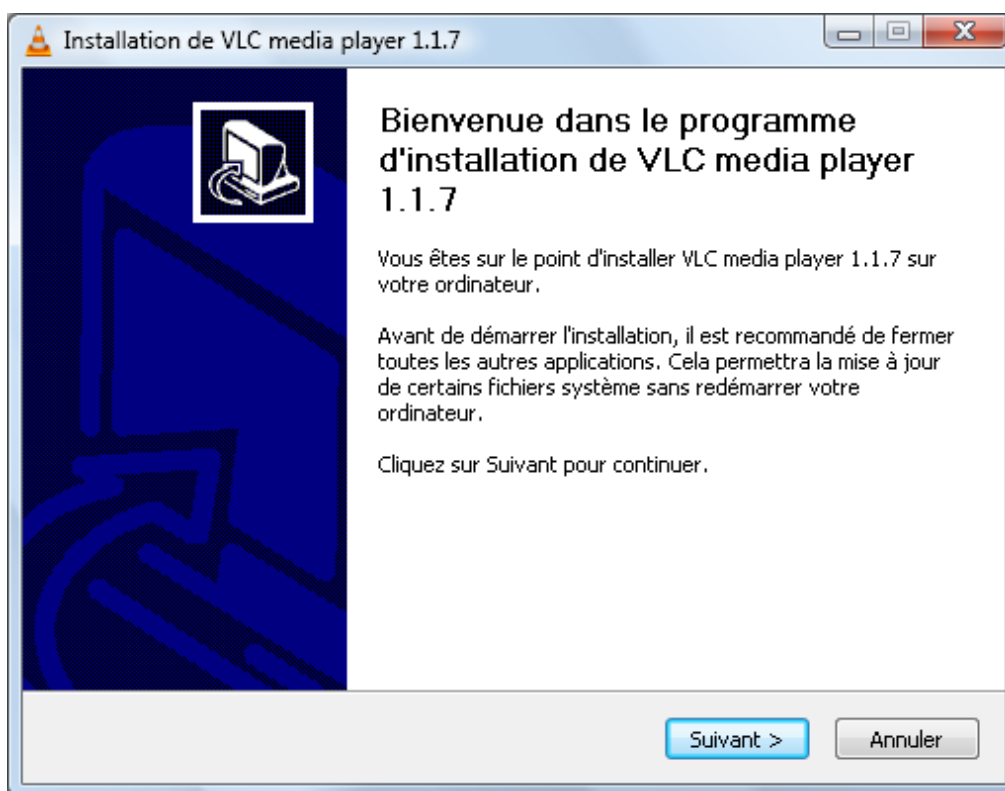 Installation de VLC media player 1.1.7
Bienvenue dans le programme
d'installation de VLC media player
1.1.7
Vous êtes sur le point d'installer VLC media player 1.1.7 sur
votre ordinateur.
Avant de démarrer l'installation, il est recommandé de fermer
toutes les autres applications. Cela permettra la mise à jour
de certains fichiers système sans redémarrer votre
ordinateur.
Cliquez sur Suivant pour continuer.
Suivant >
Annuler